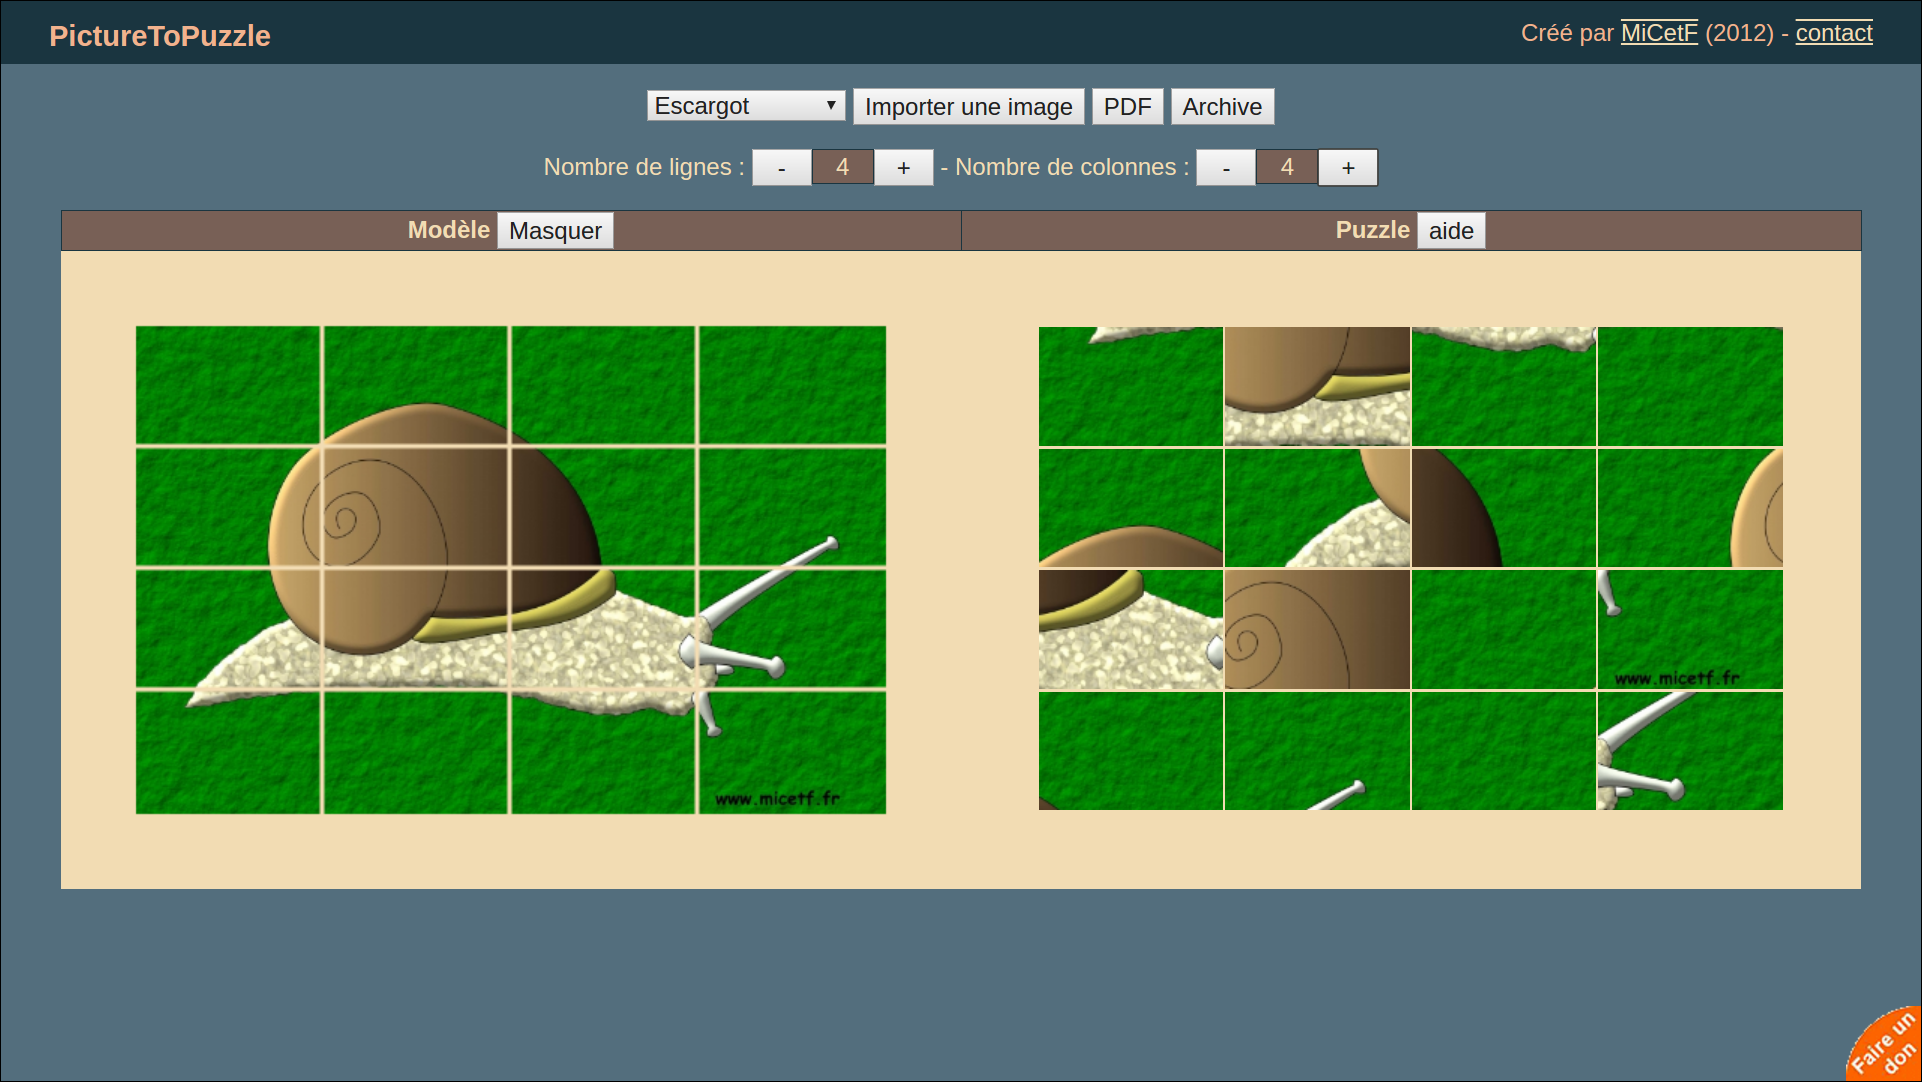 PictureToPuzzle
Créé par MiCetF (2012) - contact
Escargot ▼ Importer une image PDF Archive
Nombre de lignes : - 4 + - Nombre de colonnes : - 4 +
Modèle Masquer
Puzzle aide
www.micetf.fr
www.micetf.fr
Faire un
don